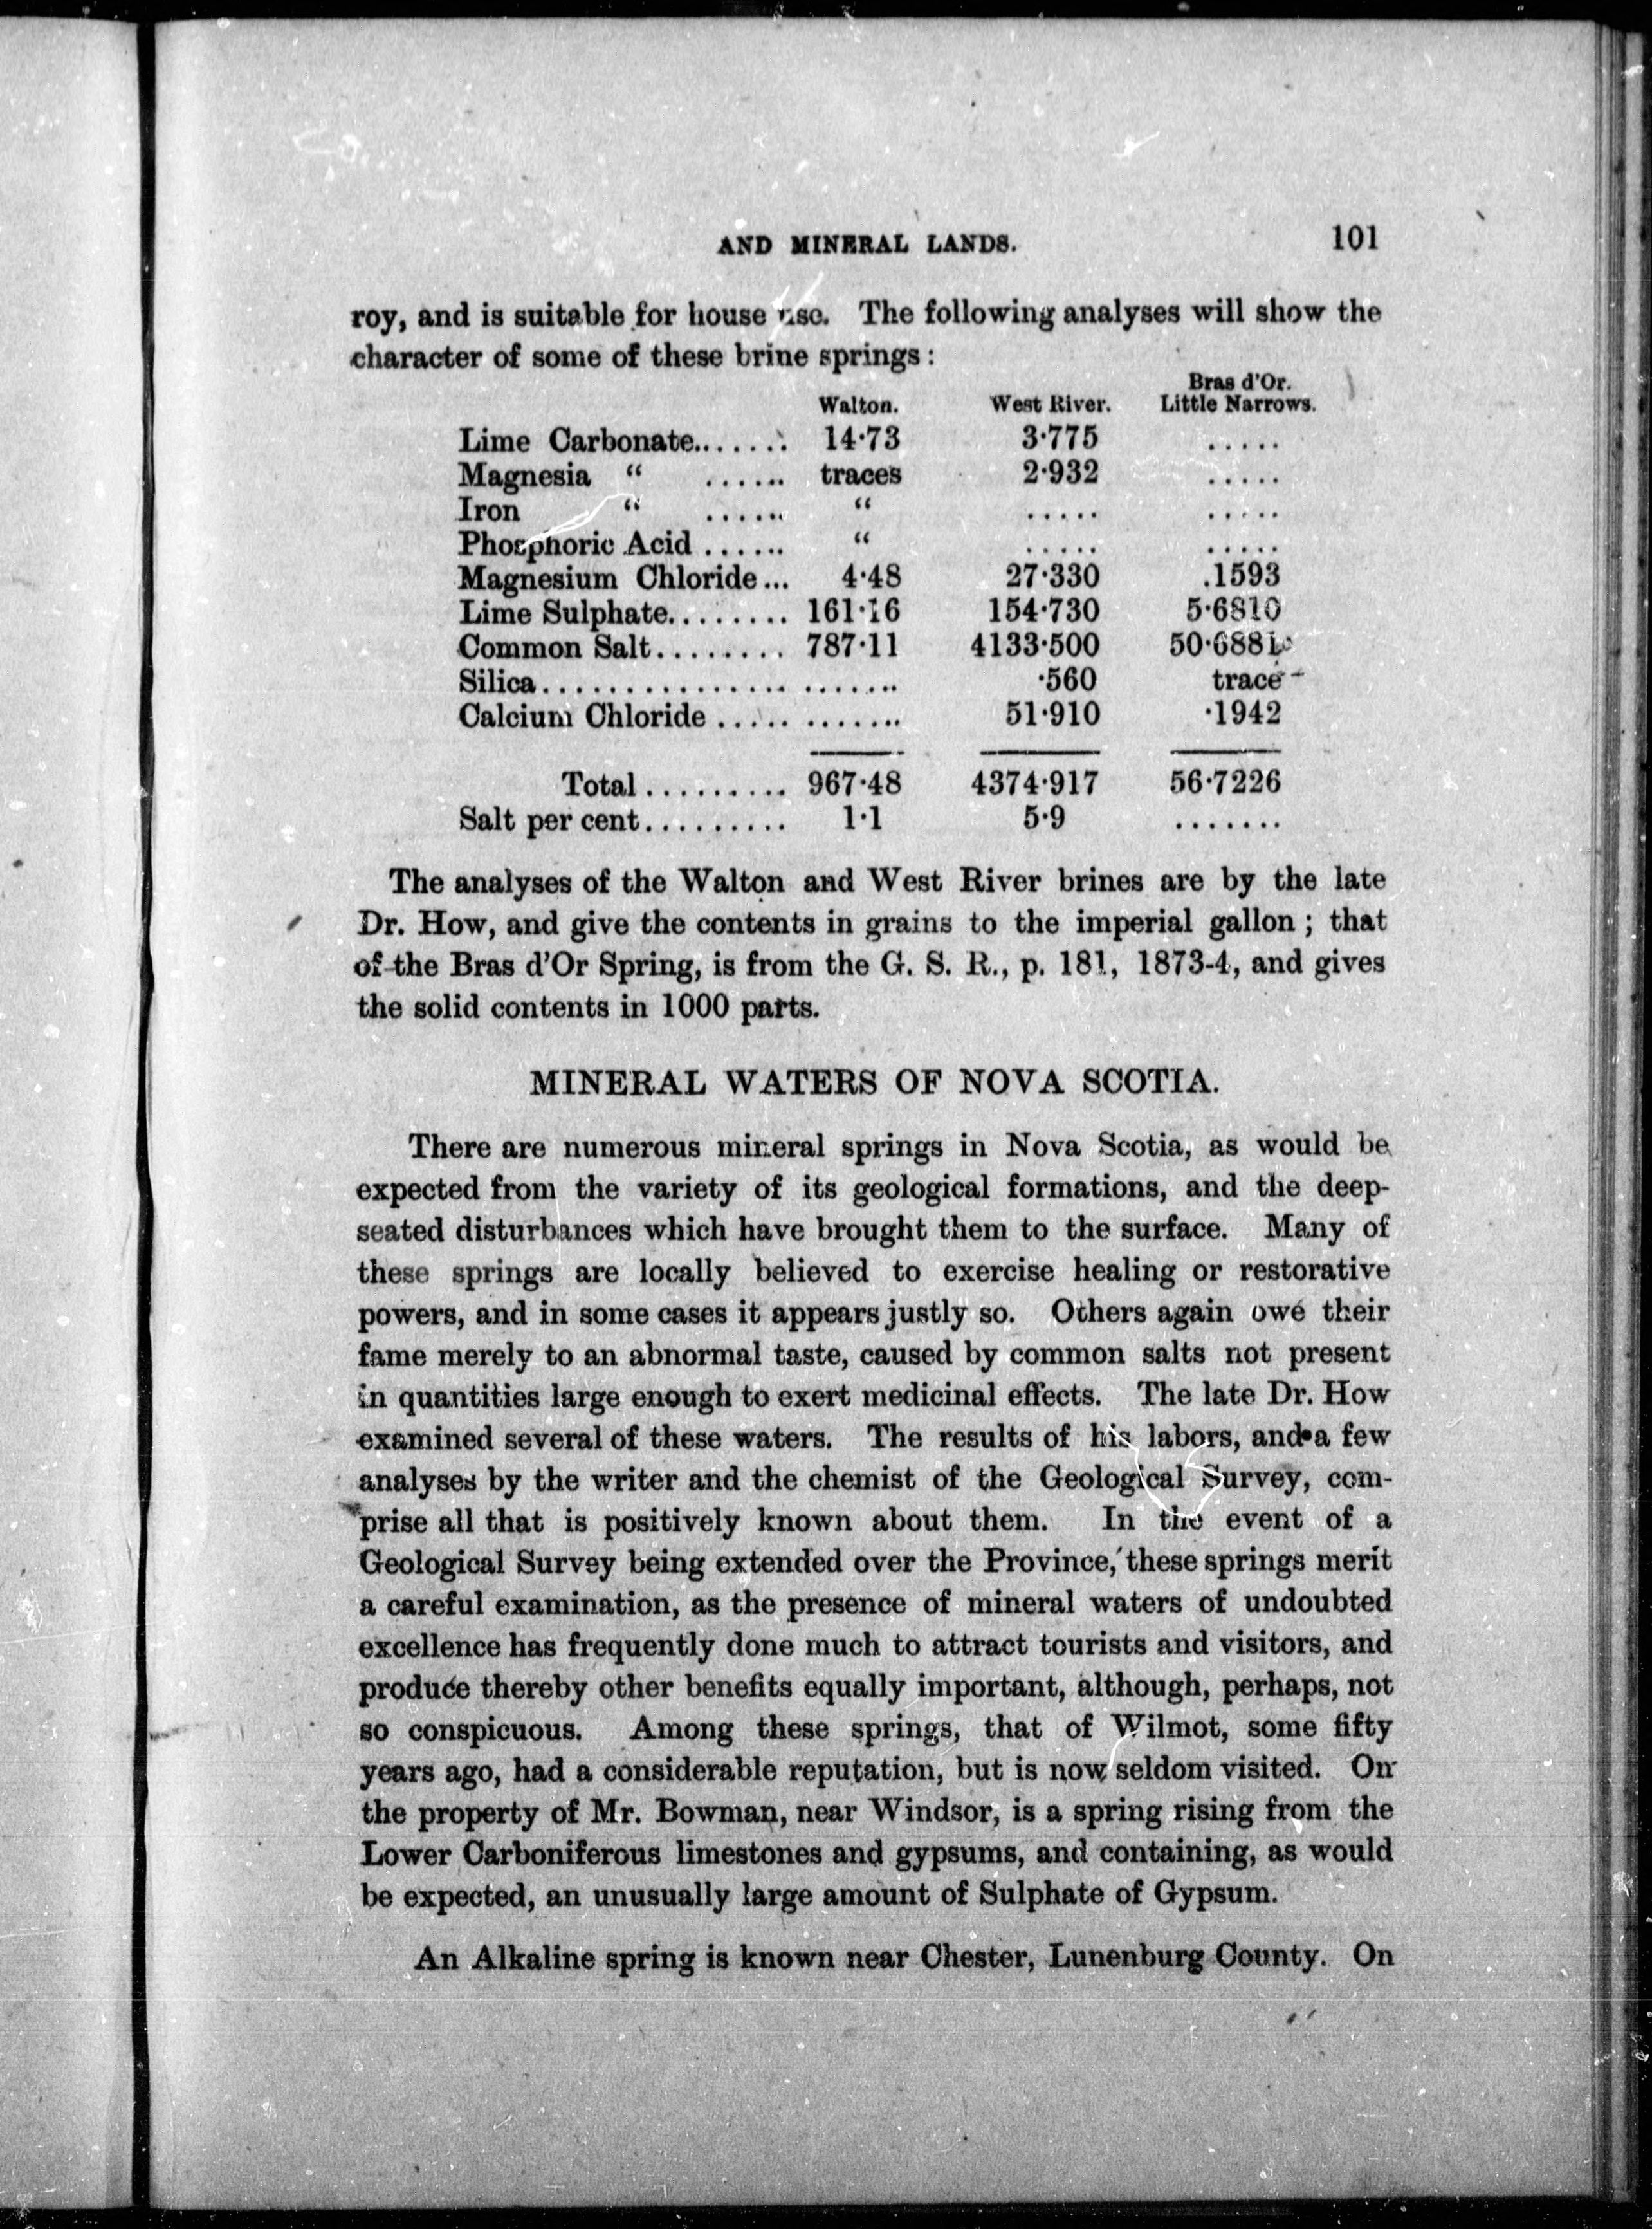 AND MINERAL LANDS. 101
roy, and is suitable for house use. The following analyses will show the
character of some of these brine springs:
Bras d'Or.
Walton. West River. Little Narrows.
Lime Carbonate....... 14·73 3·775 .....
Magnesia " ...... traces 2·932 .....
Iron " ...... " ..... .....
Phosphoric Acid ...... " ..... .....
Magnesium Chloride... 4·48 27·330 .1593
Lime Sulphate........ 161·16 154·730 5·6810
Common Salt........ 787·11 4133·500 50·6881
Silica.................. ....... ·560 trace
Calcium Chloride ..... ....... 51·910 ·1942
Total.......... 967·48 4374·917 56·7226
Salt per cent.......... 1·1 5·9 .......
The analyses of the Walton and West River brines are by the late
Dr. How, and give the contents in grains to the imperial gallon; that
of the Bras d'Or Spring, is from the G. S. R., p. 181, 1873-4, and gives
the solid contents in 1000 parts.
MINERAL WATERS OF NOVA SCOTIA.
There are numerous mineral springs in Nova Scotia, as would be
expected from the variety of its geological formations, and the deep-
seated disturbances which have brought them to the surface. Many of
these springs are locally believed to exercise healing or restorative
powers, and in some cases it appears justly so. Others again owe their
fame merely to an abnormal taste, caused by common salts not present
in quantities large enough to exert medicinal effects. The late Dr. How
examined several of these waters. The results of his labors, and a few
analyses by the writer and the chemist of the Geological Survey, com-
prise all that is positively known about them. In the event of a
Geological Survey being extended over the Province, these springs merit
a careful examination, as the presence of mineral waters of undoubted
excellence has frequently done much to attract tourists and visitors, and
produce thereby other benefits equally important, although, perhaps, not
so conspicuous. Among these springs, that of Wilmot, some fifty
years ago, had a considerable reputation, but is now seldom visited. On
the property of Mr. Bowman, near Windsor, is a spring rising from the
Lower Carboniferous limestones and gypsums, and containing, as would
be expected, an unusually large amount of Sulphate of Gypsum.
An Alkaline spring is known near Chester, Lunenburg County. On